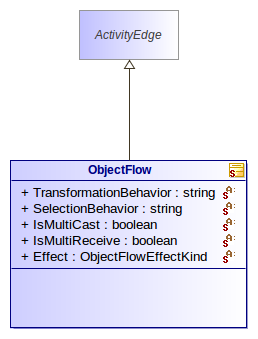 ActivityEdge
ObjectFlow
+ TransformationBehavior : string
+ SelectionBehavior : string
+ IsMultiCast : boolean
+ IsMultiReceive : boolean
+ Effect : ObjectFlowEffectKind